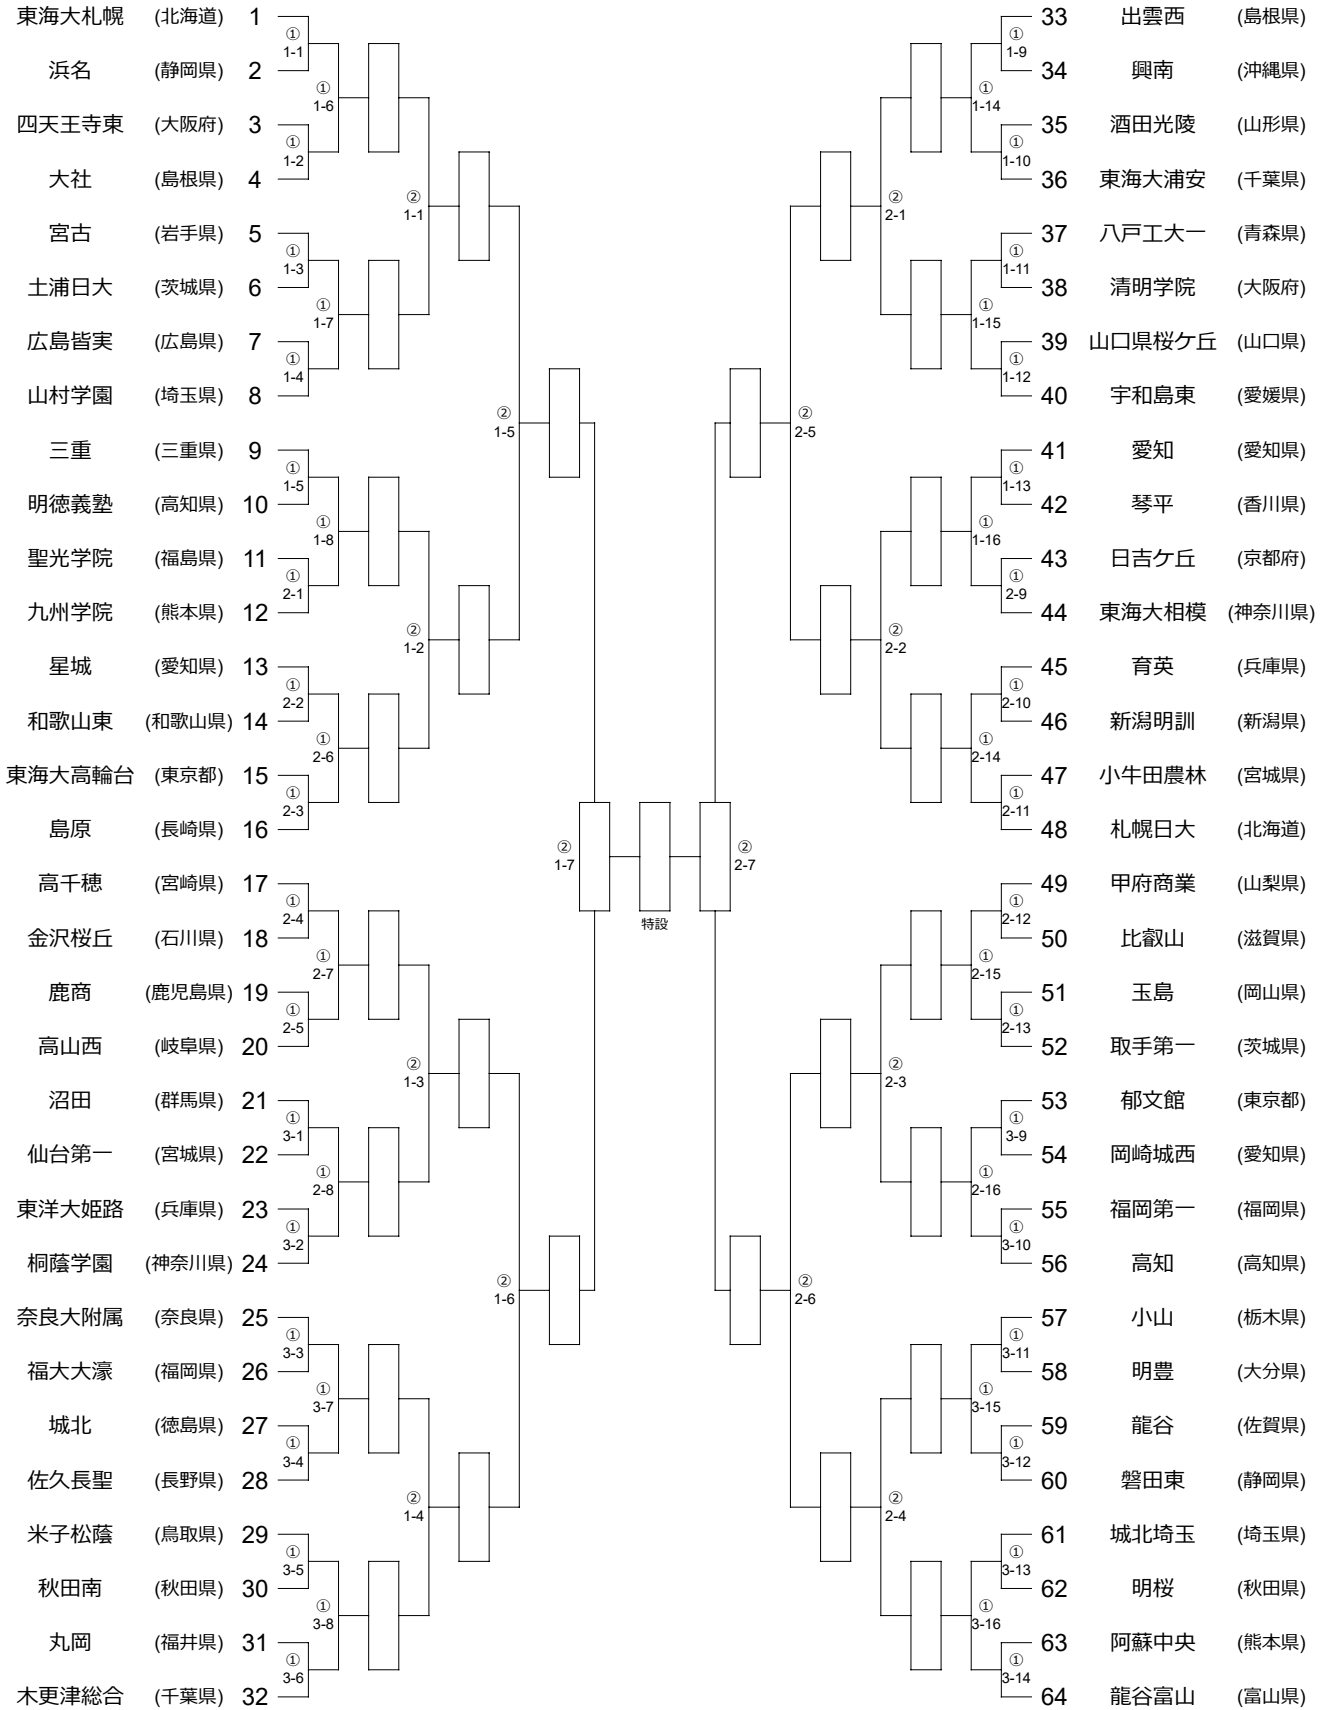 東海大札幌 (北海道) 1
① 1-1
浜名 (静岡県) 2
① 1-6
四天王寺東 (大阪府) 3
① 1-2
大社 (島根県) 4
② 1-1
宮古 (岩手県) 5
① 1-3
土浦日大 (茨城県) 6
① 1-7
広島皆実 (広島県) 7
① 1-4
山村学園 (埼玉県) 8
② 1-5
三重 (三重県) 9
① 1-5
明徳義塾 (高知県) 10
① 1-8
聖光学院 (福島県) 11
① 2-1
九州学院 (熊本県) 12
② 1-2
星城 (愛知県) 13
① 2-2
和歌山東 (和歌山県) 14
① 2-6
東海大高輪台 (東京都) 15
① 2-3
島原 (長崎県) 16
② 1-7
高千穂 (宮崎県) 17
① 2-4
金沢桜丘 (石川県) 18
① 2-7
鹿商 (鹿児島県) 19
① 2-5
高山西 (岐阜県) 20
② 1-3
沼田 (群馬県) 21
① 3-1
仙台第一 (宮城県) 22
① 2-8
東洋大姫路 (兵庫県) 23
① 3-2
桐蔭学園 (神奈川県) 24
② 1-6
奈良大附属 (奈良県) 25
① 3-3
福大大濠 (福岡県) 26
① 3-7
城北 (徳島県) 27
① 3-4
佐久長聖 (長野県) 28
② 1-4
米子松蔭 (鳥取県) 29
① 3-5
秋田南 (秋田県) 30
① 3-8
丸岡 (福井県) 31
① 3-6
木更津総合 (千葉県) 32
特設
33 出雲西 (島根県)
① 1-9
34 興南 (沖縄県)
① 1-14
35 酒田光陵 (山形県)
① 1-10
36 東海大浦安 (千葉県)
② 2-1
37 八戸工大一 (青森県)
① 1-11
38 清明学院 (大阪府)
① 1-15
39 山口県桜ケ丘 (山口県)
① 1-12
40 宇和島東 (愛媛県)
② 2-5
41 愛知 (愛知県)
① 1-13
42 琴平 (香川県)
① 1-16
43 日吉ケ丘 (京都府)
① 2-9
44 東海大相模 (神奈川県)
② 2-2
45 育英 (兵庫県)
① 2-10
46 新潟明訓 (新潟県)
① 2-14
47 小牛田農林 (宮城県)
① 2-11
48 札幌日大 (北海道)
② 2-7
49 甲府商業 (山梨県)
① 2-12
50 比叡山 (滋賀県)
① 2-15
51 玉島 (岡山県)
① 2-13
52 取手第一 (茨城県)
② 2-3
53 郁文館 (東京都)
① 3-9
54 岡崎城西 (愛知県)
① 2-16
55 福岡第一 (福岡県)
① 3-10
56 高知 (高知県)
② 2-6
57 小山 (栃木県)
① 3-11
58 明豊 (大分県)
① 3-15
59 龍谷 (佐賀県)
① 3-12
60 磐田東 (静岡県)
② 2-4
61 城北埼玉 (埼玉県)
① 3-13
62 明桜 (秋田県)
① 3-16
63 阿蘇中央 (熊本県)
① 3-14
64 龍谷富山 (富山県)